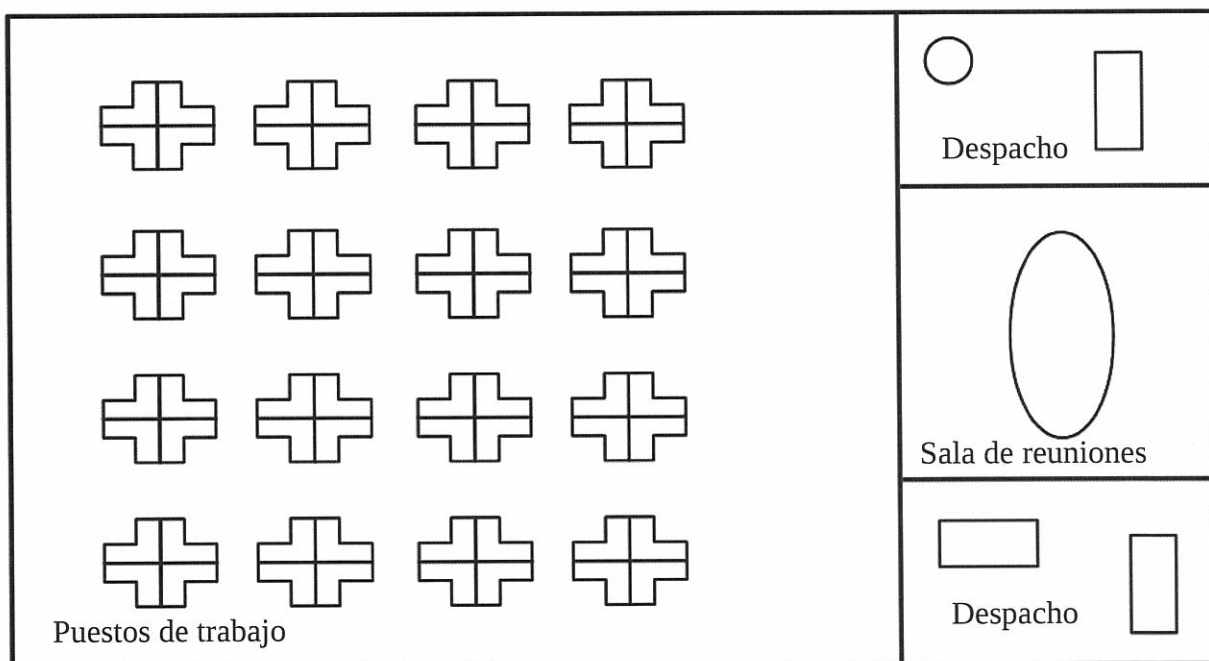 Despacho
Sala de reuniones
Despacho
Puestos de trabajo